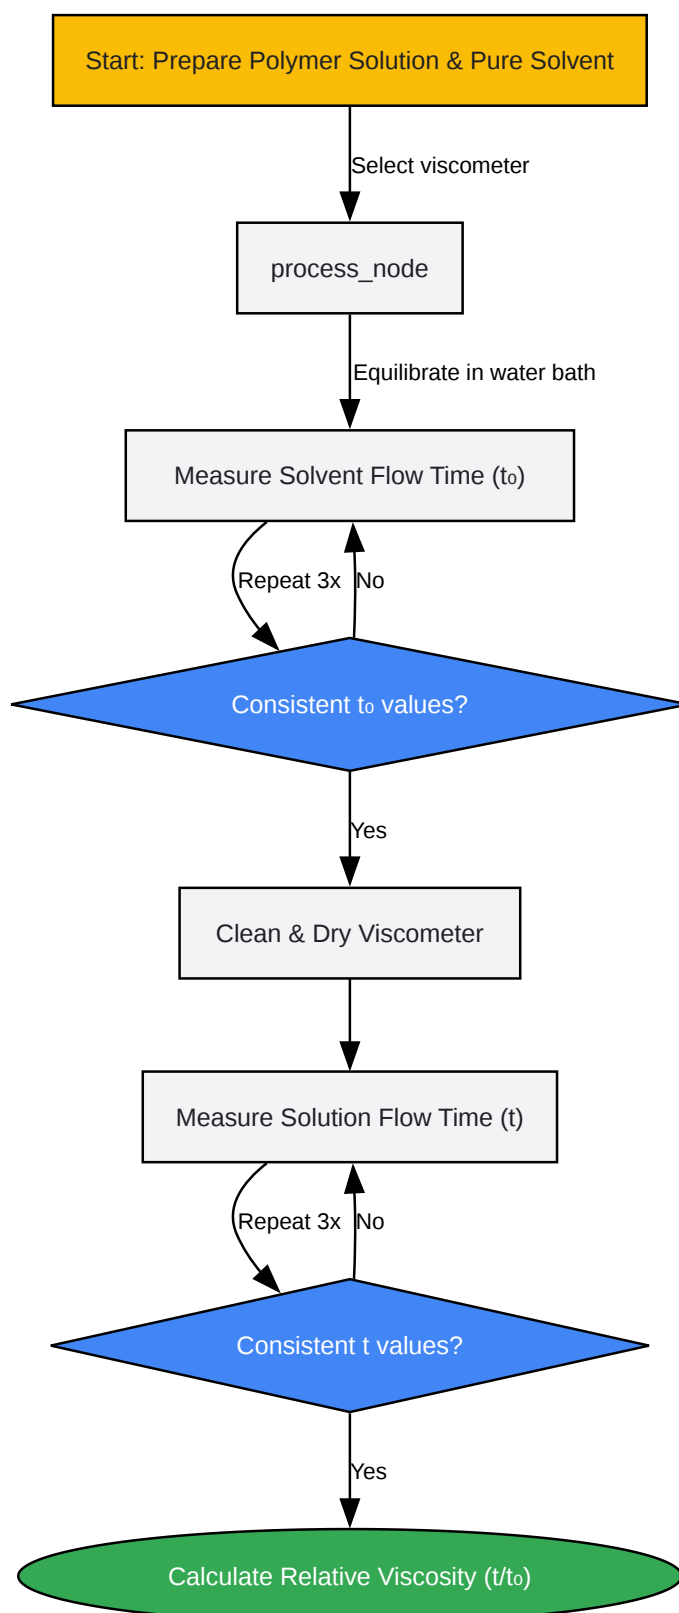 Start: Prepare Polymer Solution & Pure Solvent
Select viscometer
process_node
Equilibrate in water bath
Measure Solvent Flow Time (t₀)
Repeat 3x
No
Consistent t₀ values?
Yes
Clean & Dry Viscometer
Measure Solution Flow Time (t)
Repeat 3x
No
Consistent t values?
Yes
Calculate Relative Viscosity (t/t₀)